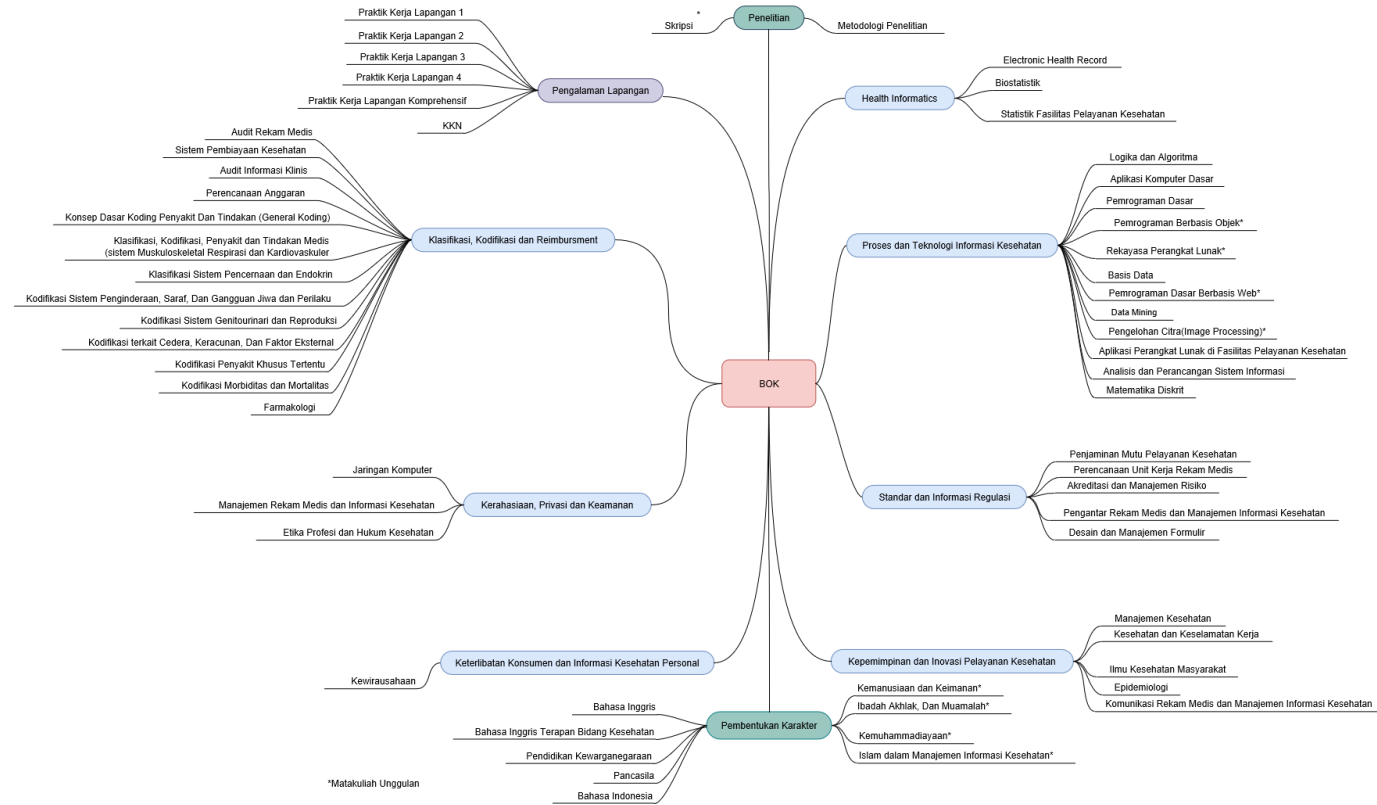 *
Skripsi
Penelitian
Metodologi Penelitian
Praktik Kerja Lapangan 1
Praktik Kerja Lapangan 2
Praktik Kerja Lapangan 3
Praktik Kerja Lapangan 4
Praktik Kerja Lapangan Komprehensif
KKN
Pengalaman Lapangan
Health Informatics
Electronic Health Record
Biostatistik
Statistik Fasilitas Pelayanan Kesehatan
Audit Rekam Medis
Sistem Pembiayaan Kesehatan
Audit Informasi Klinis
Perencanaan Anggaran
Konsep Dasar Koding Penyakit Dan Tindakan (General Koding)
Klasifikasi, Kodifikasi, Penyakit dan Tindakan Medis
(sistem Muskuloskeletal Respirasi dan Kardiovaskuler
Klasifikasi Sistem Pencernaan dan Endokrin
Kodifikasi Sistem Penginderaan, Saraf, Dan Gangguan Jiwa dan Perilaku
Kodifikasi Sistem Genitourinari dan Reproduksi
Kodifikasi terkait Cedera, Keracunan, Dan Faktor Eksternal
Kodifikasi Penyakit Khusus Tertentu
Kodifikasi Morbiditas dan Mortalitas
Farmakologi
Klasifikasi, Kodifikasi dan Reimbursment
Proses dan Teknologi Informasi Kesehatan
Logika dan Algoritma
Aplikasi Komputer Dasar
Pemrograman Dasar
Pemrograman Berbasis Objek*
Rekayasa Perangkat Lunak*
Basis Data
Pemrograman Dasar Berbasis Web*
Data Mining
Pengelohan Citra(Image Processing)*
Aplikasi Perangkat Lunak di Fasilitas Pelayanan Kesehatan
Analisis dan Perancangan Sistem Informasi
Matematika Diskrit
BOK
Jaringan Komputer
Manajemen Rekam Medis dan Informasi Kesehatan
Etika Profesi dan Hukum Kesehatan
Kerahasiaan, Privasi dan Keamanan
Standar dan Informasi Regulasi
Penjaminan Mutu Pelayanan Kesehatan
Perencanaan Unit Kerja Rekam Medis
Akreditasi dan Manajemen Risiko
Pengantar Rekam Medis dan Manajemen Informasi Kesehatan
Desain dan Manajemen Formulir
Kewirausahaan
Keterlibatan Konsumen dan Informasi Kesehatan Personal
Kepemimpinan dan Inovasi Pelayanan Kesehatan
Manajemen Kesehatan
Kesehatan dan Keselamatan Kerja
Ilmu Kesehatan Masyarakat
Epidemiologi
Komunikasi Rekam Medis dan Manajemen Informasi Kesehatan
Bahasa Inggris
Bahasa Inggris Terapan Bidang Kesehatan
Pendidikan Kewarganegaraan
Pancasila
Bahasa Indonesia
Pembentukan Karakter
Kemanusiaan dan Keimanan*
Ibadah Akhlak, Dan Muamalah*
Kemuhammadiayaan*
Islam dalam Manajemen Informasi Kesehatan*
*Matakuliah Unggulan